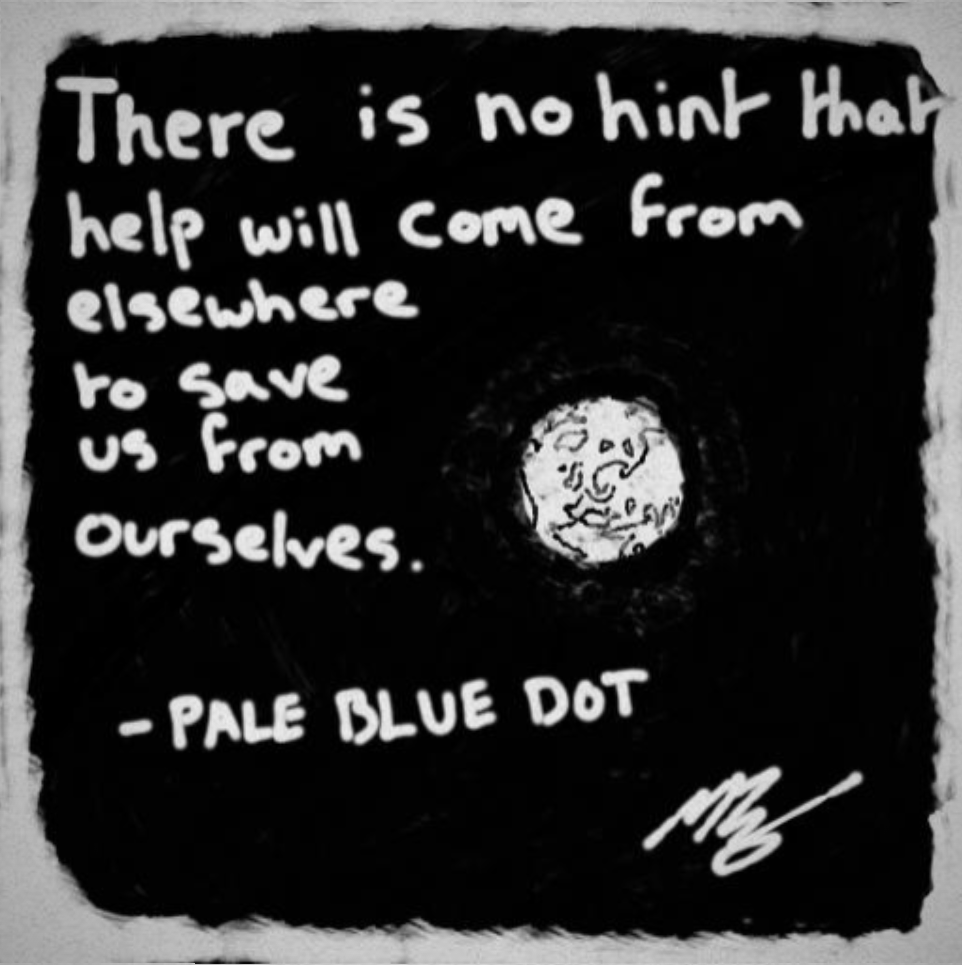 There is no hint that
help will come from
elsewhere
to save
us from
ourselves.
- PALE BLUE DOT